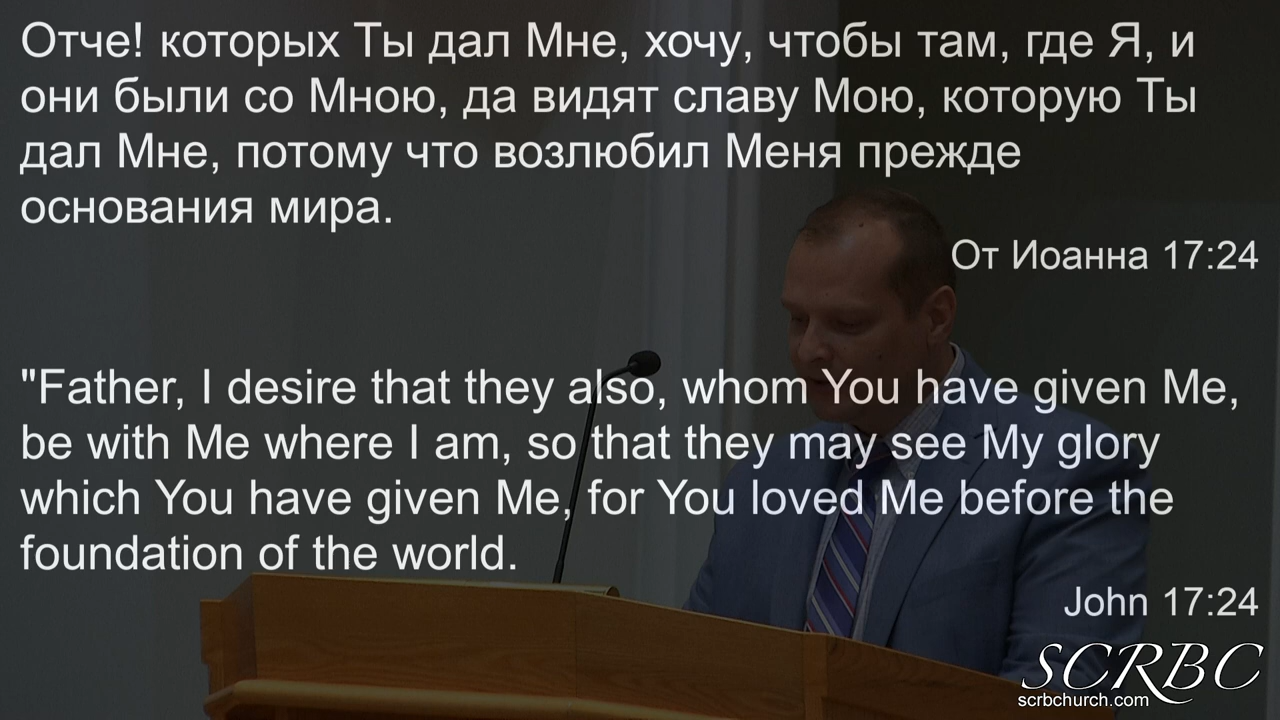 Отче! которых Ты дал Мне, хочу, чтобы там, где Я, и
они были со Мною, да видят славу Мою, которую Ты
дал Мне, потому что возлюбил Меня прежде
основания мира.
От Иоанна 17:24
"Father, I desire that they also, whom You have given Me,
be with Me where I am, so that they may see My glory
which You have given Me, for You loved Me before the
foundation of the world.
John 17:24
SCRBC
scrbchurch.com